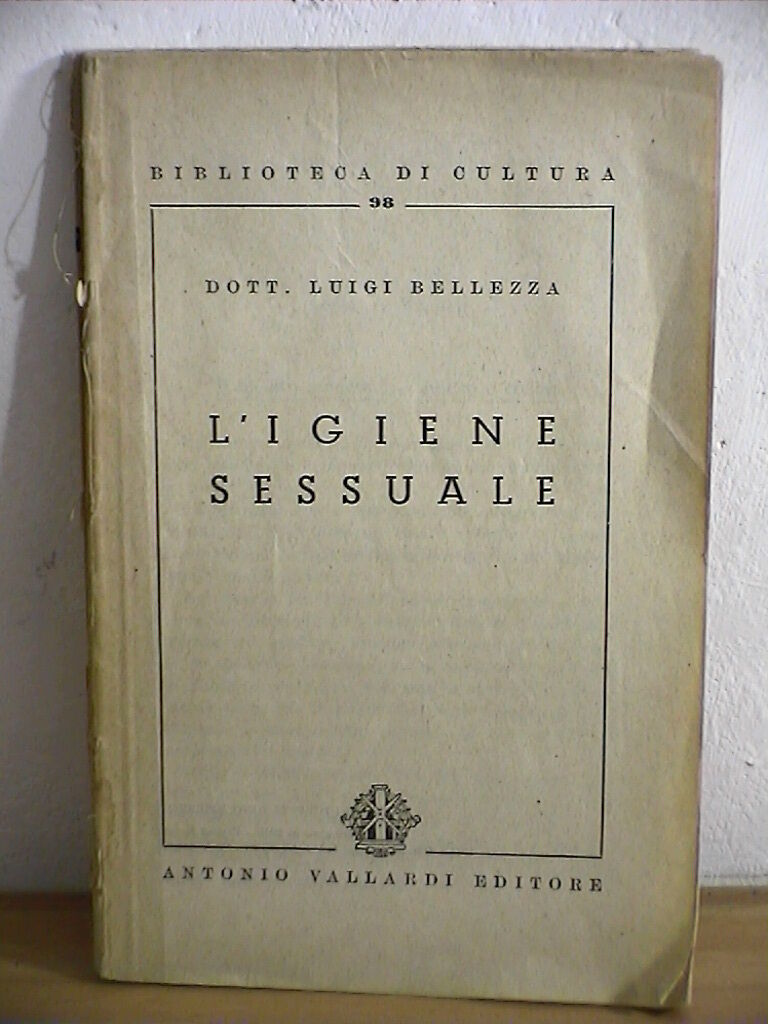 BIBLIOTECA DI CULTURA
98
DOTT. LUIGI BELLEZZA
L'IGIENE
SESSUALE
ANTONIO VALLARDI EDITORE